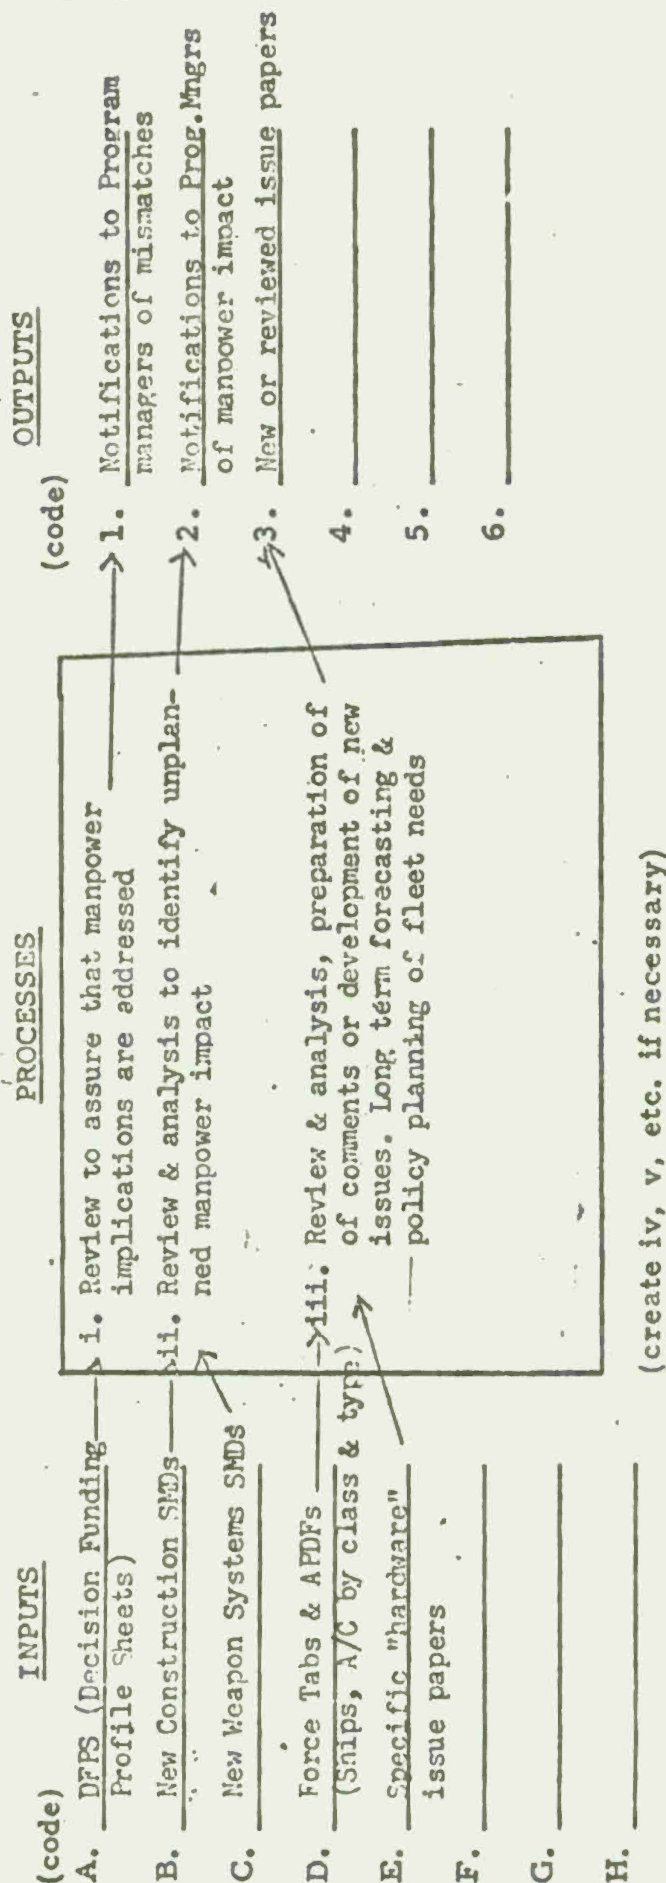 INPUTS
(code)
A. DFPS (Decision Funding
Profile Sheets)
B. New Construction SMDs
C. New Weapon Systems SMDs
D. Force Tabs & APDFs
(Ships, A/C by class & type)
E. Specific "hardware"
issue papers
F.
G.
H.
PROCESSES
i. Review to assure that manpower
implications are addressed
ii. Review & analysis to identify unplan-
ned manpower impact
iii. Review & analysis, preparation of
of comments or development of new
issues. Long term forecasting &
policy planning of fleet needs
(create iv, v, etc. if necessary)
OUTPUTS
(code)
1. Notifications to Program
managers of mismatches
2. Notifications to Prog.Mngrs
of manpower impact
3. New or reviewed issue papers
4.
5.
6.